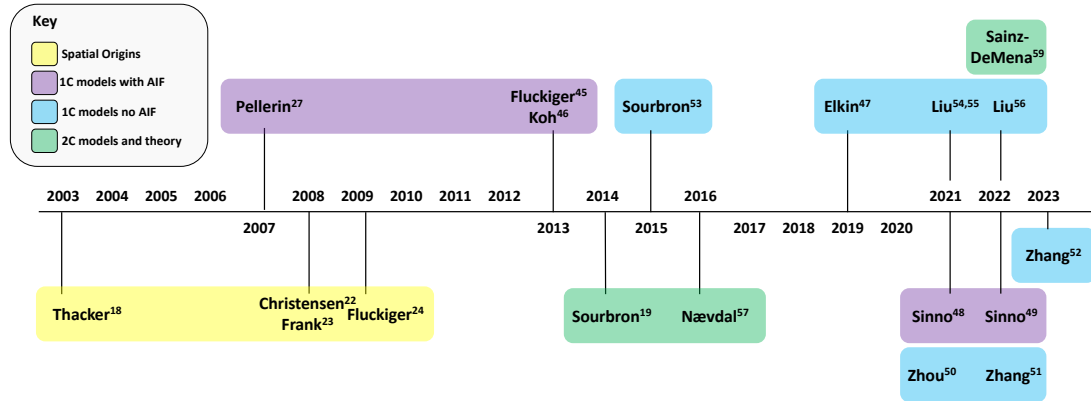 Key
Spatial Origins
1C models with AIF
1C models no AIF
2C models and theory
Pellerin27
Fluckiger45
Koh46
Sourbron53
Elkin47
Liu54,55
Liu56
Sainz-
DeMena59
2003 2004 2005 2006 2008 2009 2010 2011 2012 2014 2016 2021 2022 2023
2007 2013 2015 2017 2018 2019 2020
Thacker18
Christensen22
Frank23
Fluckiger24
Sourbron19
Nævdal57
Zhang52
Sinno48
Sinno49
Zhou50
Zhang51